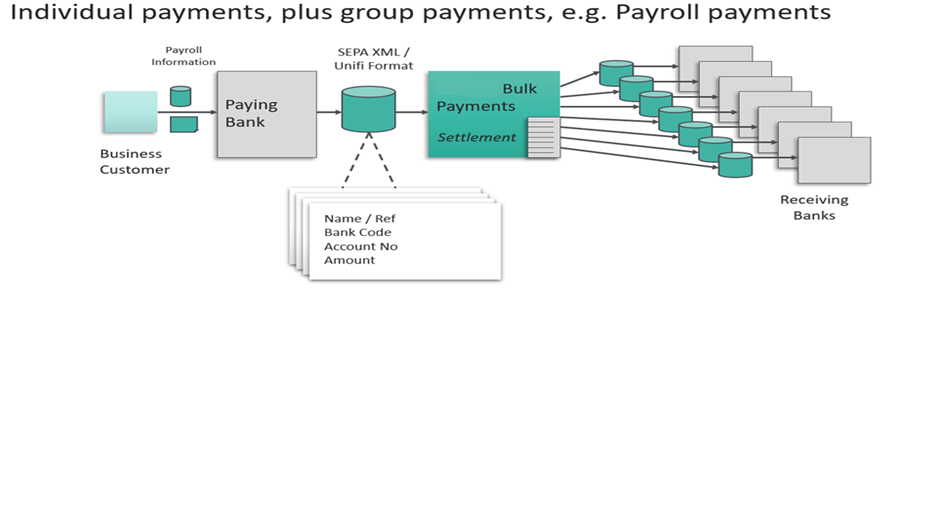 Individual payments, plus group payments, e.g. Payroll payments
Payroll
Information
SEPA XML /
Unifi Format
Paying
Bank
Bulk
Payments
Settlement
Business
Customer
Name / Ref
Bank Code
Account No
Amount
Receiving
Banks